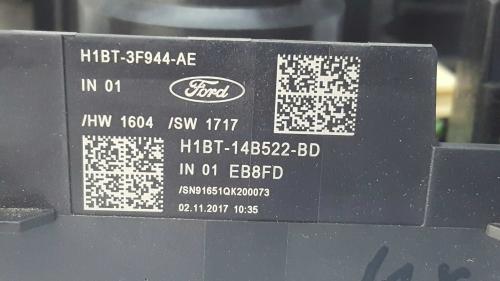 H1BT-3F944-AE
IN 01 Ford
/HW 1604 /SW 1717
H1BT-14B522-BD
IN 01 EB8FD
/SN91651QK200073
02.11.2017 10:35